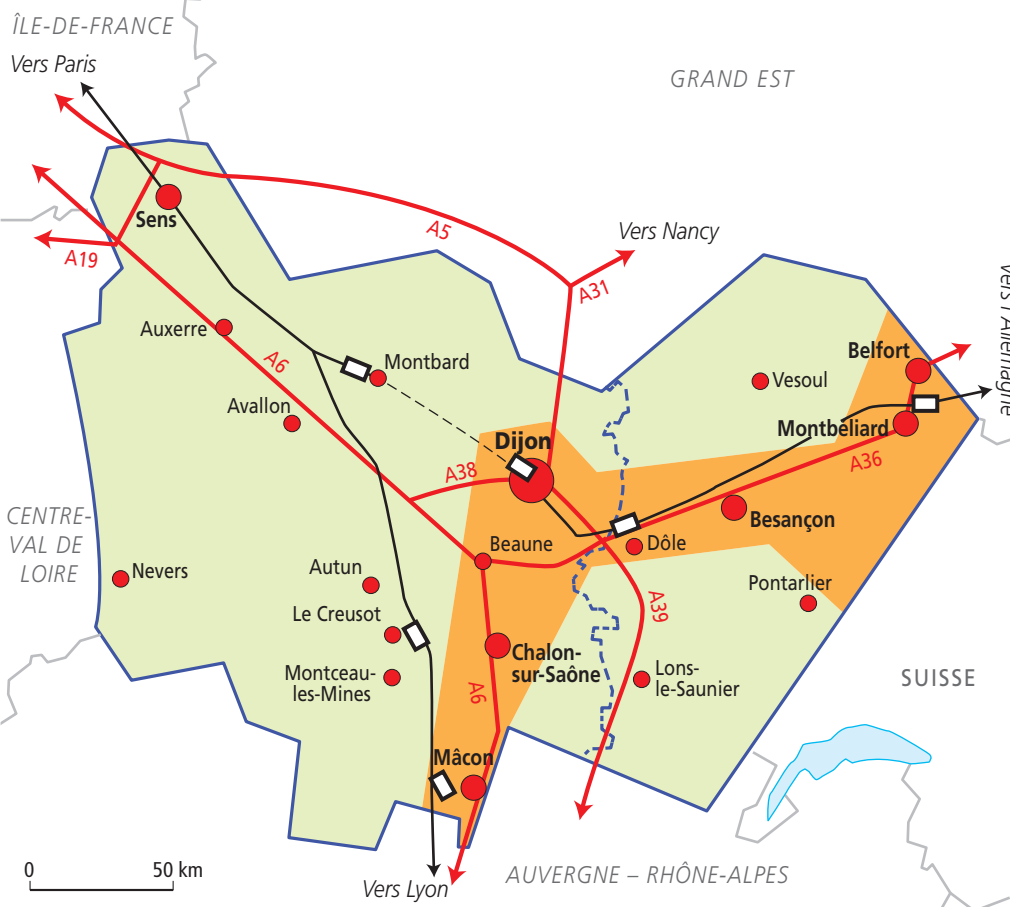 ÎLE-DE-FRANCE
Vers Paris
GRAND EST
Sens
A19
A5
Vers Nancy
A31
vers l'Allemagne
Auxerre
A6
Montbard
Avallon
Belfort
Vesoul
Montbéliard
Dijon
A38
A36
Besançon
CENTRE-
VAL DE
LOIRE
Beaune
Dôle
Nevers
Autun
Pontarlier
Le Creusot
A39
Chalon-
sur-Saône
Montceau-
les-Mines
A6
Lons-
le-Saunier
SUISSE
Mâcon
0
50 km
Vers Lyon
AUVERGNE – RHÔNE-ALPES